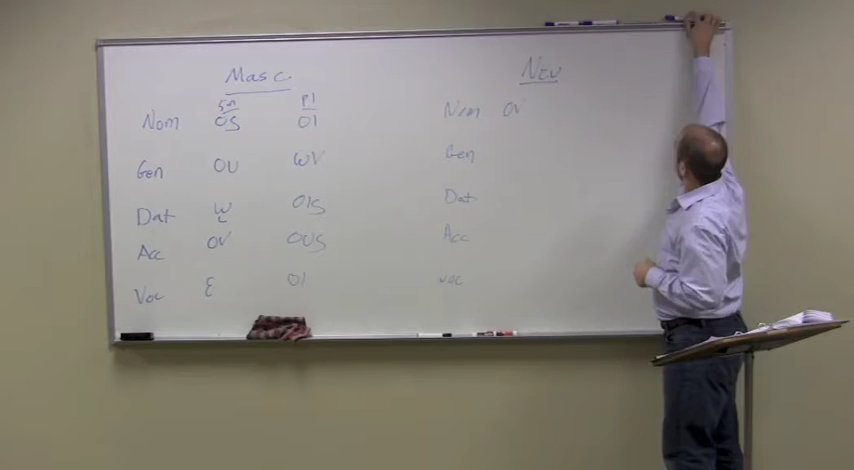 Masc.
Sn Pl
Nom ος οι
Gen ου ων
Dat ῳ οις
Acc ον ους
Voc ε οι
Neu
Nom ον
Gen
Dat
Acc
Voc